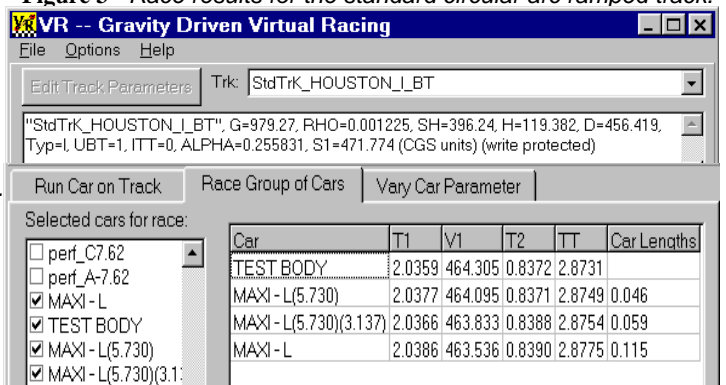 Figure 3 - Race results for the standard circular arc ramped track.
VR -- Gravity Driven Virtual Racing
File Options Help
Edit Track Parameters Trk: StdTrK_HOUSTON_I_BT
"StdTrK_HOUSTON_I_BT", G=979.27, RHO=0.001225, SH=396.24, H=119.382, D=456.419,
Typ=I, UBT=1, ITT=0, ALPHA=0.255831, S1=471.774 (CGS units) (write protected)
Run Car on Track Race Group of Cars Vary Car Parameter
Selected cars for race:
perf_C7.62
perf_A-7.62
MAXI - L
TEST BODY
MAXI - L(5.730)
MAXI - L(5.730)(3.1
Car T1 V1 T2 TT Car Lengths
TEST BODY 2.0359 464.305 0.8372 2.8731
MAXI - L(5.730) 2.0377 464.095 0.8371 2.8749 0.046
MAXI - L(5.730)(3.137) 2.0366 463.833 0.8388 2.8754 0.059
MAXI - L 2.0386 463.536 0.8390 2.8775 0.115